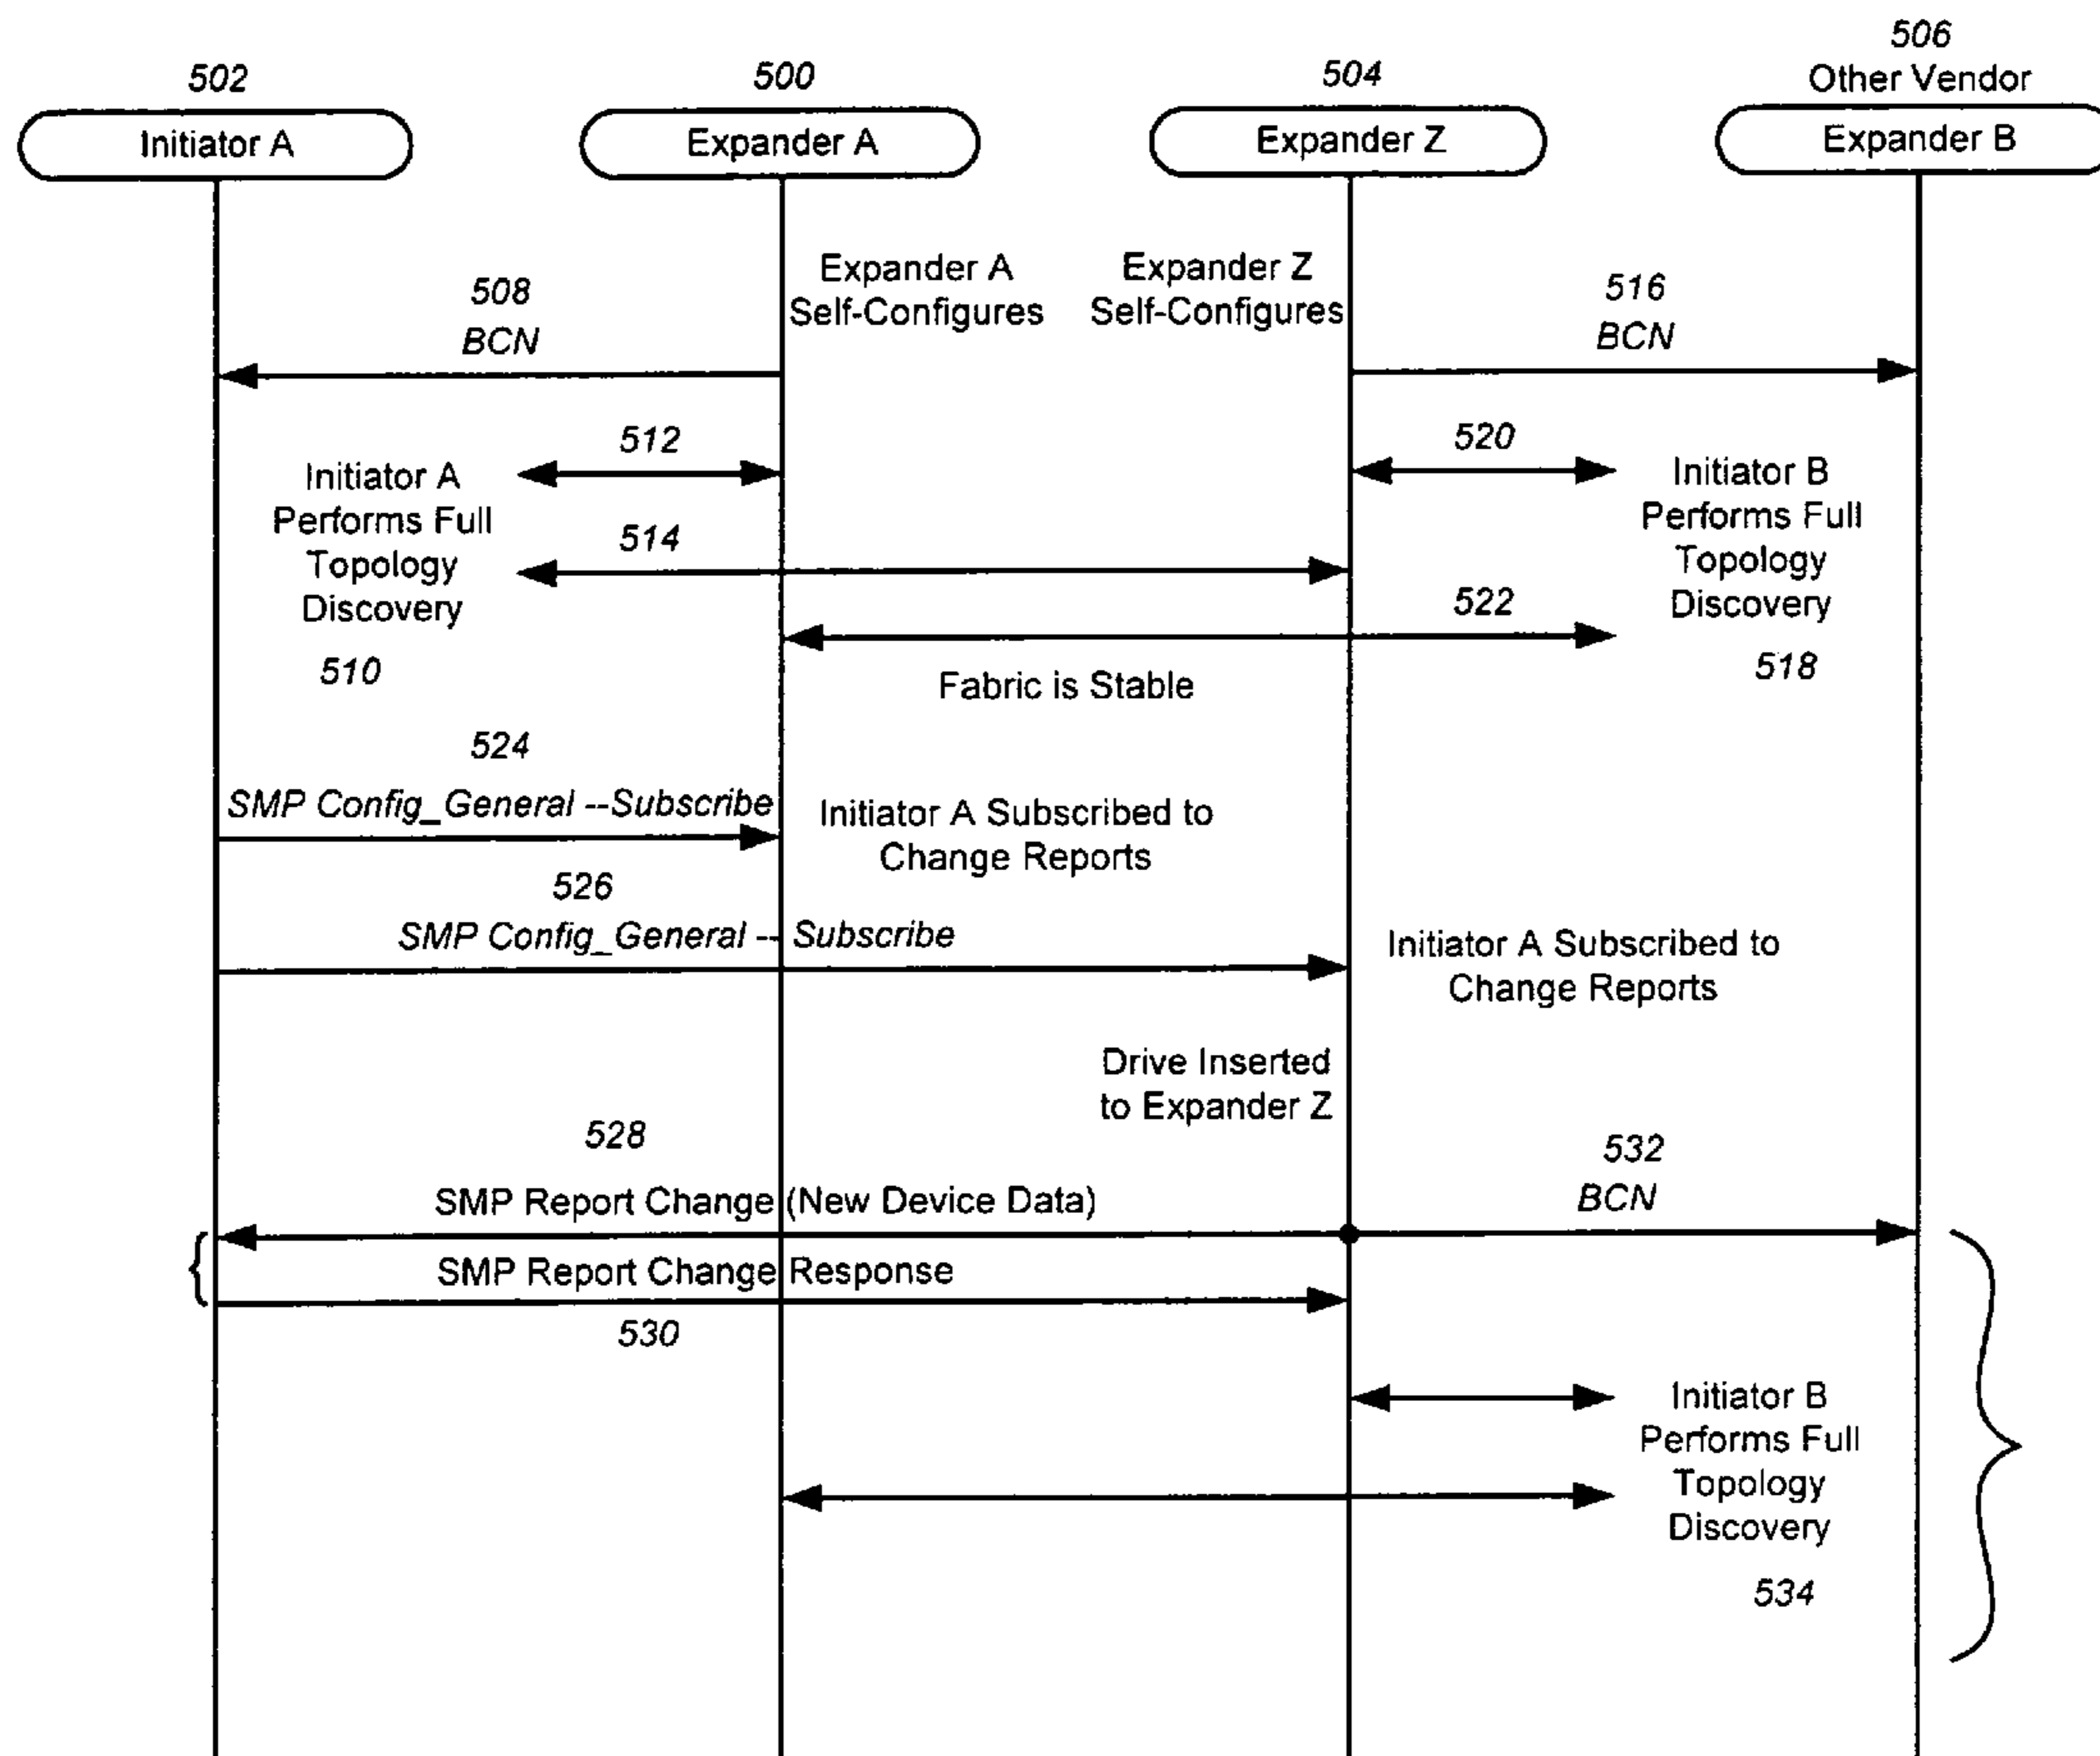 506
502
500
504
Other Vendor
Initiator A
Expander A
Expander Z
Expander B
Expander A
Self-Configures
Expander Z
Self-Configures
508
BCN
516
BCN
512
520
Initiator A
Performs Full
Topology
Discovery
510
514
Initiator B
Performs Full
Topology
Discovery
518
522
Fabric is Stable
524
SMP Config_General --Subscribe
Initiator A Subscribed to
Change Reports
526
SMP Config_General -- Subscribe
Initiator A Subscribed to
Change Reports
Drive Inserted
to Expander Z
528
SMP Report Change (New Device Data)
532
BCN
SMP Report Change Response
530
Initiator B
Performs Full
Topology
Discovery
534